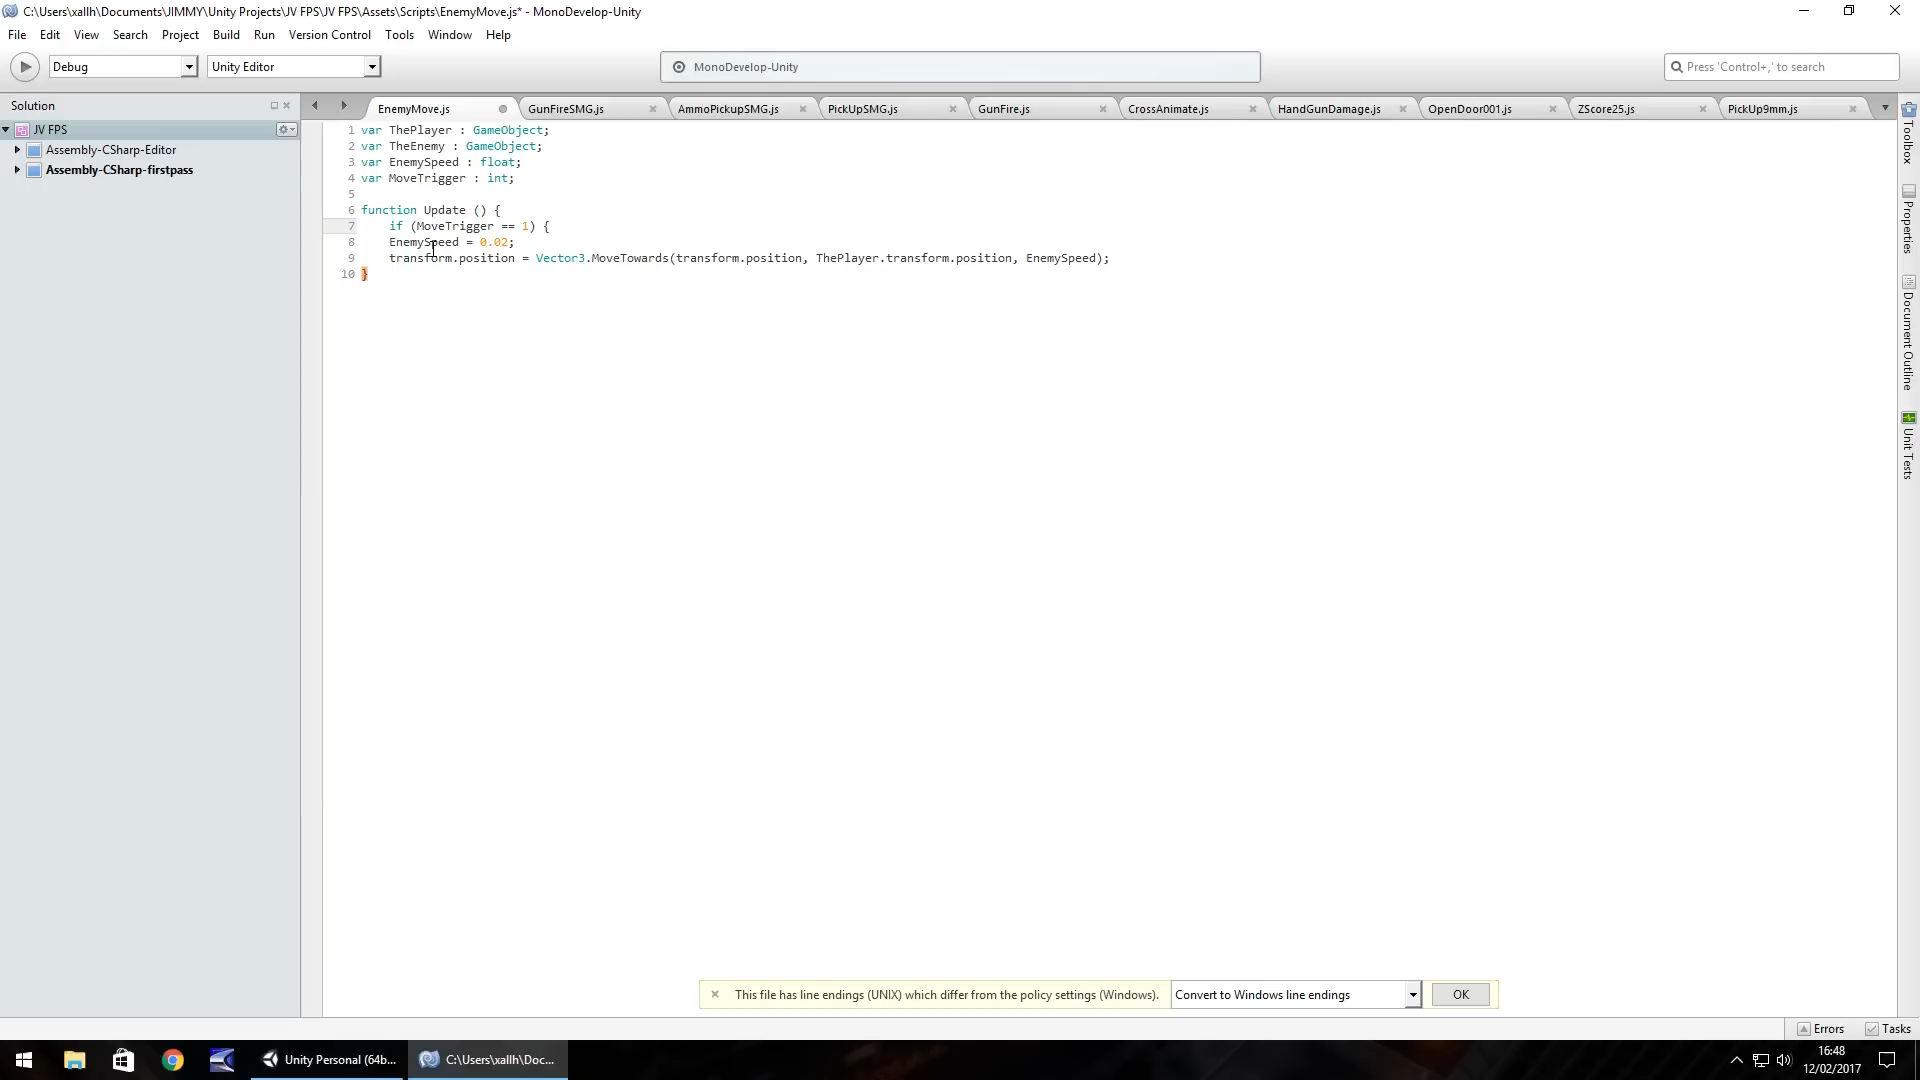 C:\Users\xallh\Documents\JIMMY\Unity Projects\JV FPS\JV FPS\Assets\Scripts\EnemyMove.js* - MonoDevelop-Unity
File Edit View Search Project Build Run Version Control Tools Window Help
Debug Unity Editor MonoDevelop-Unity Press 'Control+,' to search
Solution
EnemyMove.js GunFireSMG.js AmmoPickupSMG.js PickUpSMG.js GunFire.js CrossAnimate.js HandGunDamage.js OpenDoor001.js ZScore25.js PickUp9mm.js
JV FPS
Assembly-CSharp-Editor
Assembly-CSharp-firstpass
1 var ThePlayer : GameObject;
2 var TheEnemy : GameObject;
3 var EnemySpeed : float;
4 var MoveTrigger : int;
5
6 function Update () {
7 if (MoveTrigger == 1) {
8 EnemySpeed = 0.02;
9 transform.position = Vector3.MoveTowards(transform.position, ThePlayer.transform.position, EnemySpeed);
10 }
Toolbox
Properties
Document Outline
Unit Tests
This file has line endings (UNIX) which differ from the policy settings (Windows). Convert to Windows line endings OK
Errors Tasks
Unity Personal (64b... C:\Users\xallh\Doc...
16:48
12/02/2017